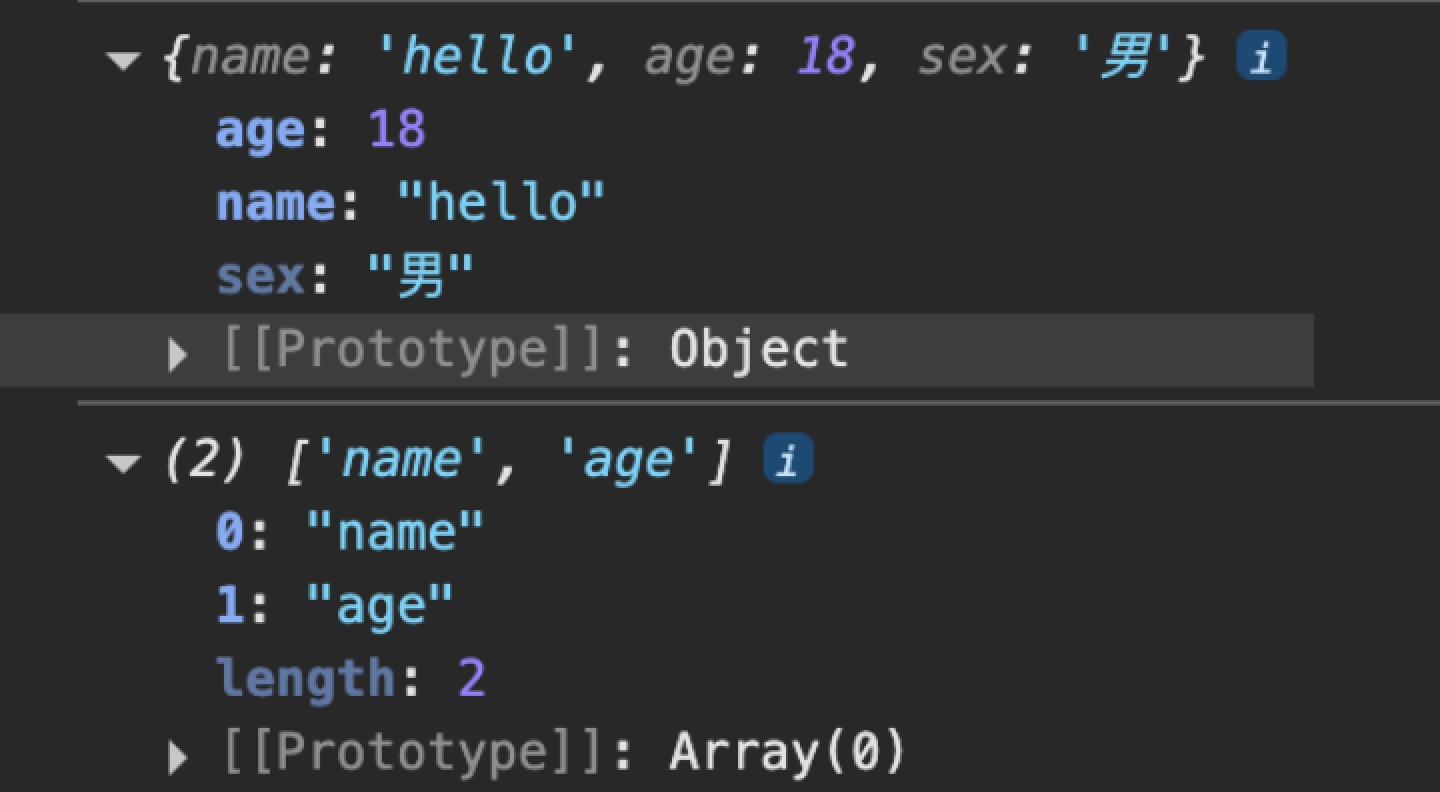 {name: 'hello', age: 18, sex: '男'} i
age: 18
name: "hello"
sex: "男"
[[Prototype]]: Object
(2) ['name', 'age'] i
0: "name"
1: "age"
length: 2
[[Prototype]]: Array(0)